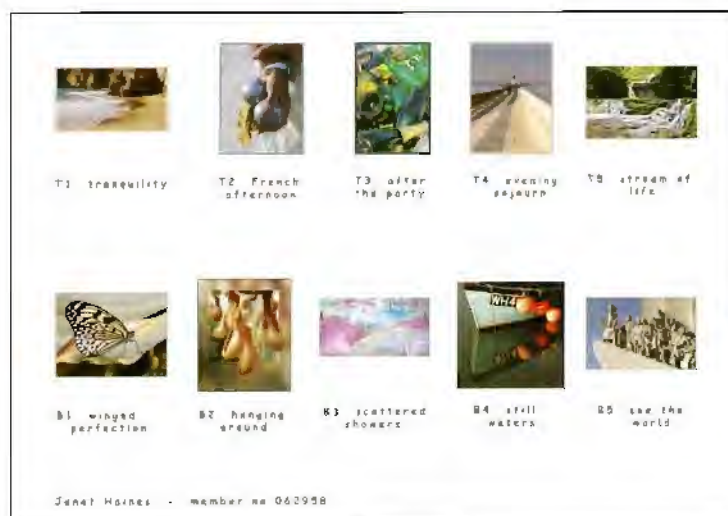 T1 tranquility
T2 French
afternoon
T3 after
the party
T4 evening
sojourn
T5 stream of
life
WH4
B1 winged
perfection
B2 hanging
around
B3 scattered
showers
B4 still
waters
B5 see the
world
Janet Haines - member no 062958